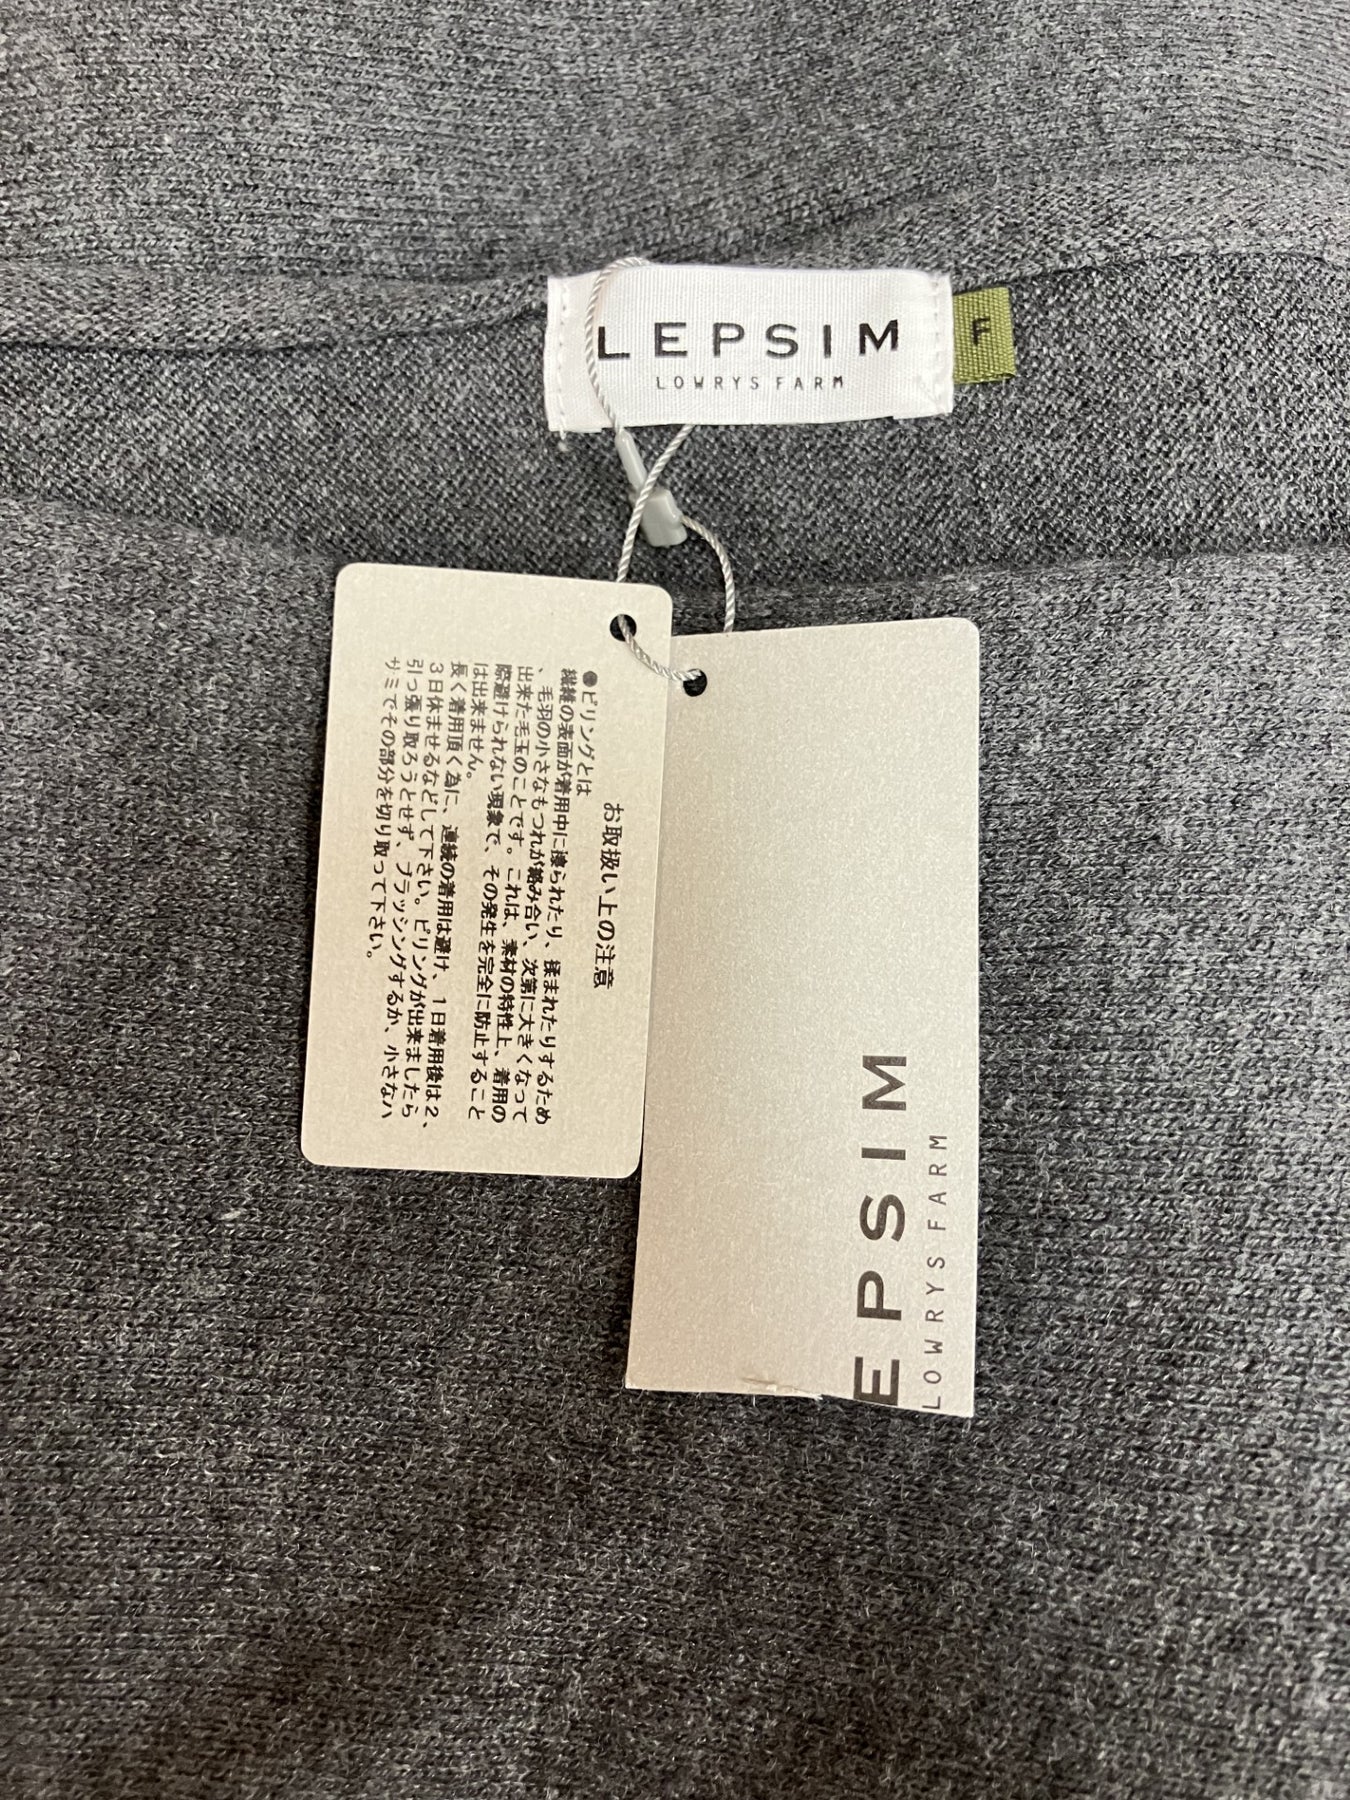 LEPSIM
LOWRYS FARM
F
お取扱い上の注意
●ピリングとは
繊維の表面が着用中に擦られたり、揉まれたりするため
、毛羽の小さなもつれが絡み合い、次第に大きくなって
出来た毛玉のことです。これは、素材の特性上、着用の
際避けられない現象で、その発生を完全に防止すること
は出来ません。
長く着用頂く為に、連続の着用は避け、1日着用後は2、
3日休ませるなどして下さい。ピリングが出来ましたら
引っ張り取ろうとせず、ブラッシングするか、小さなハ
サミでその部分を切り取って下さい。
EPSIM
LOWRYS FARM